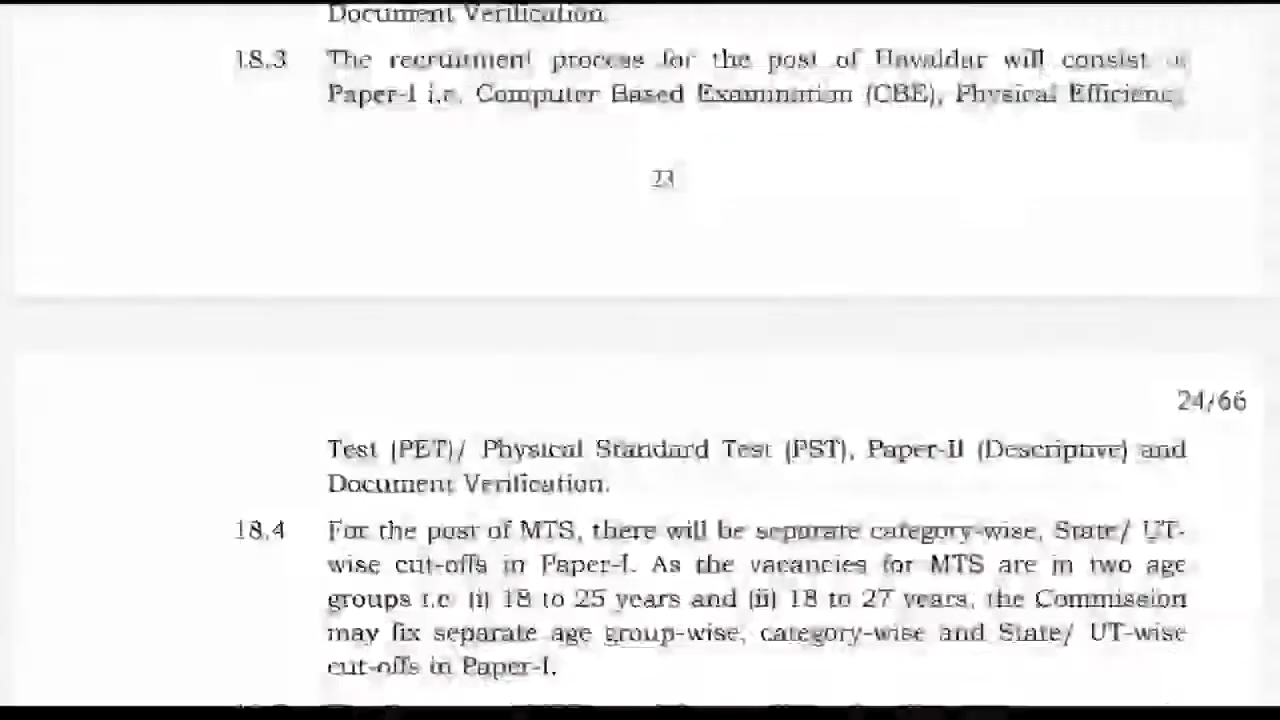 Document Verification.
18.3 The recruitment process for the post of Havaldar will consist of
Paper-I i.e. Computer Based Examination (CBE), Physical Efficiency
23
24/66
Test (PET)/ Physical Standard Test (PST), Paper-II (Descriptive) and
Document Verification.
18.4 For the post of MTS, there will be separate category-wise, State/ UT-
wise cut-offs in Paper-I. As the vacancies for MTS are in two age
groups i.e (i) 18 to 25 years and (ii) 18 to 27 years, the Commission
may fix separate age group-wise, category-wise and State/ UT-wise
cut-offs in Paper-I.